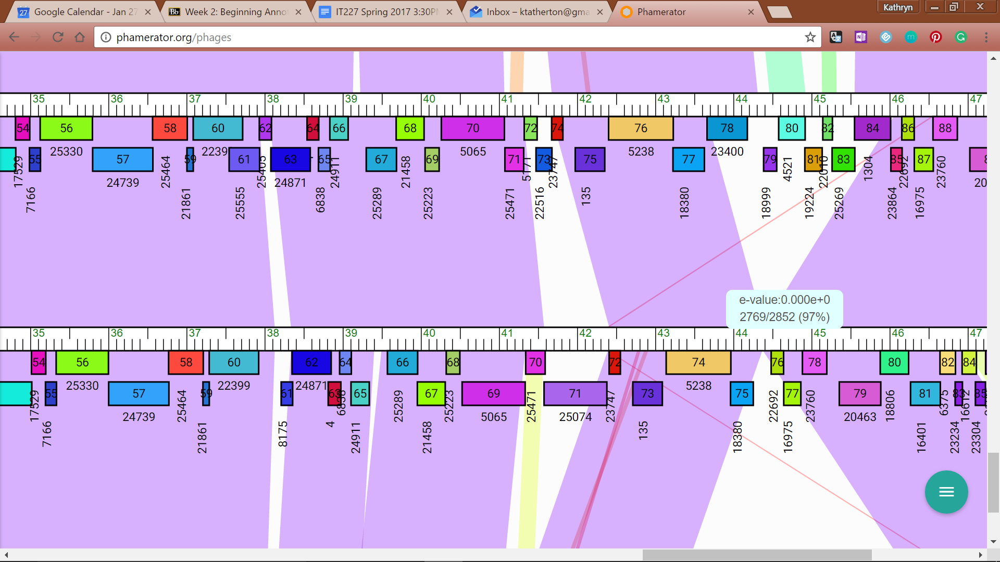 Google Calendar - Jan 27
Week 2: Beginning Anno
IT227 Spring 2017 3:30P
Inbox – ktatherton@gma
Phamerator
Kathryn
phamerator.org/phages
35 36 37 38 39 40 41 42 43 44 45 46 47
54 56 58 60 62 64 66 68 70 72 74 76 78 80 82 84 86 88
25330 2239 5065 5238 23400
55 57 59 61 63 65 67 69 71 73 75 77 79 81 83 85 87
17529 25464 25405 24911 21458 5171 23747 4521 22010 1304 22692 23760
24739 24871 20
7166 21861 25555 6838 25289 25223 25471 22516 135 18380 18999 19224 25269 23864 16975
e-value:0.000e+0
2769/2852 (97%)
35 36 37 38 39 40 41 42 43 44 45 46 47
54 56 58 60 62 64 66 68 70 72 74 76 78 80 82 84
25330 22399 24871 5238
55 57 59 61 63 65 67 69 71 73 75 77 79 81 83 85
17529 25464 6838 25289 25223 25471 23747 22692 23760 18806 6375 16612
24739 5065 25074 20463
7166 21861 8175 4 24911 21458 135 18380 16975 16401 23234 23304